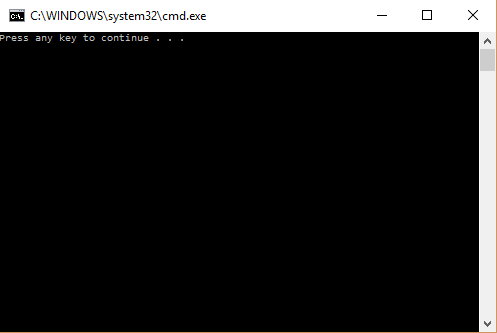 C:\WINDOWS\system32\cmd.exe
Press any key to continue . . .